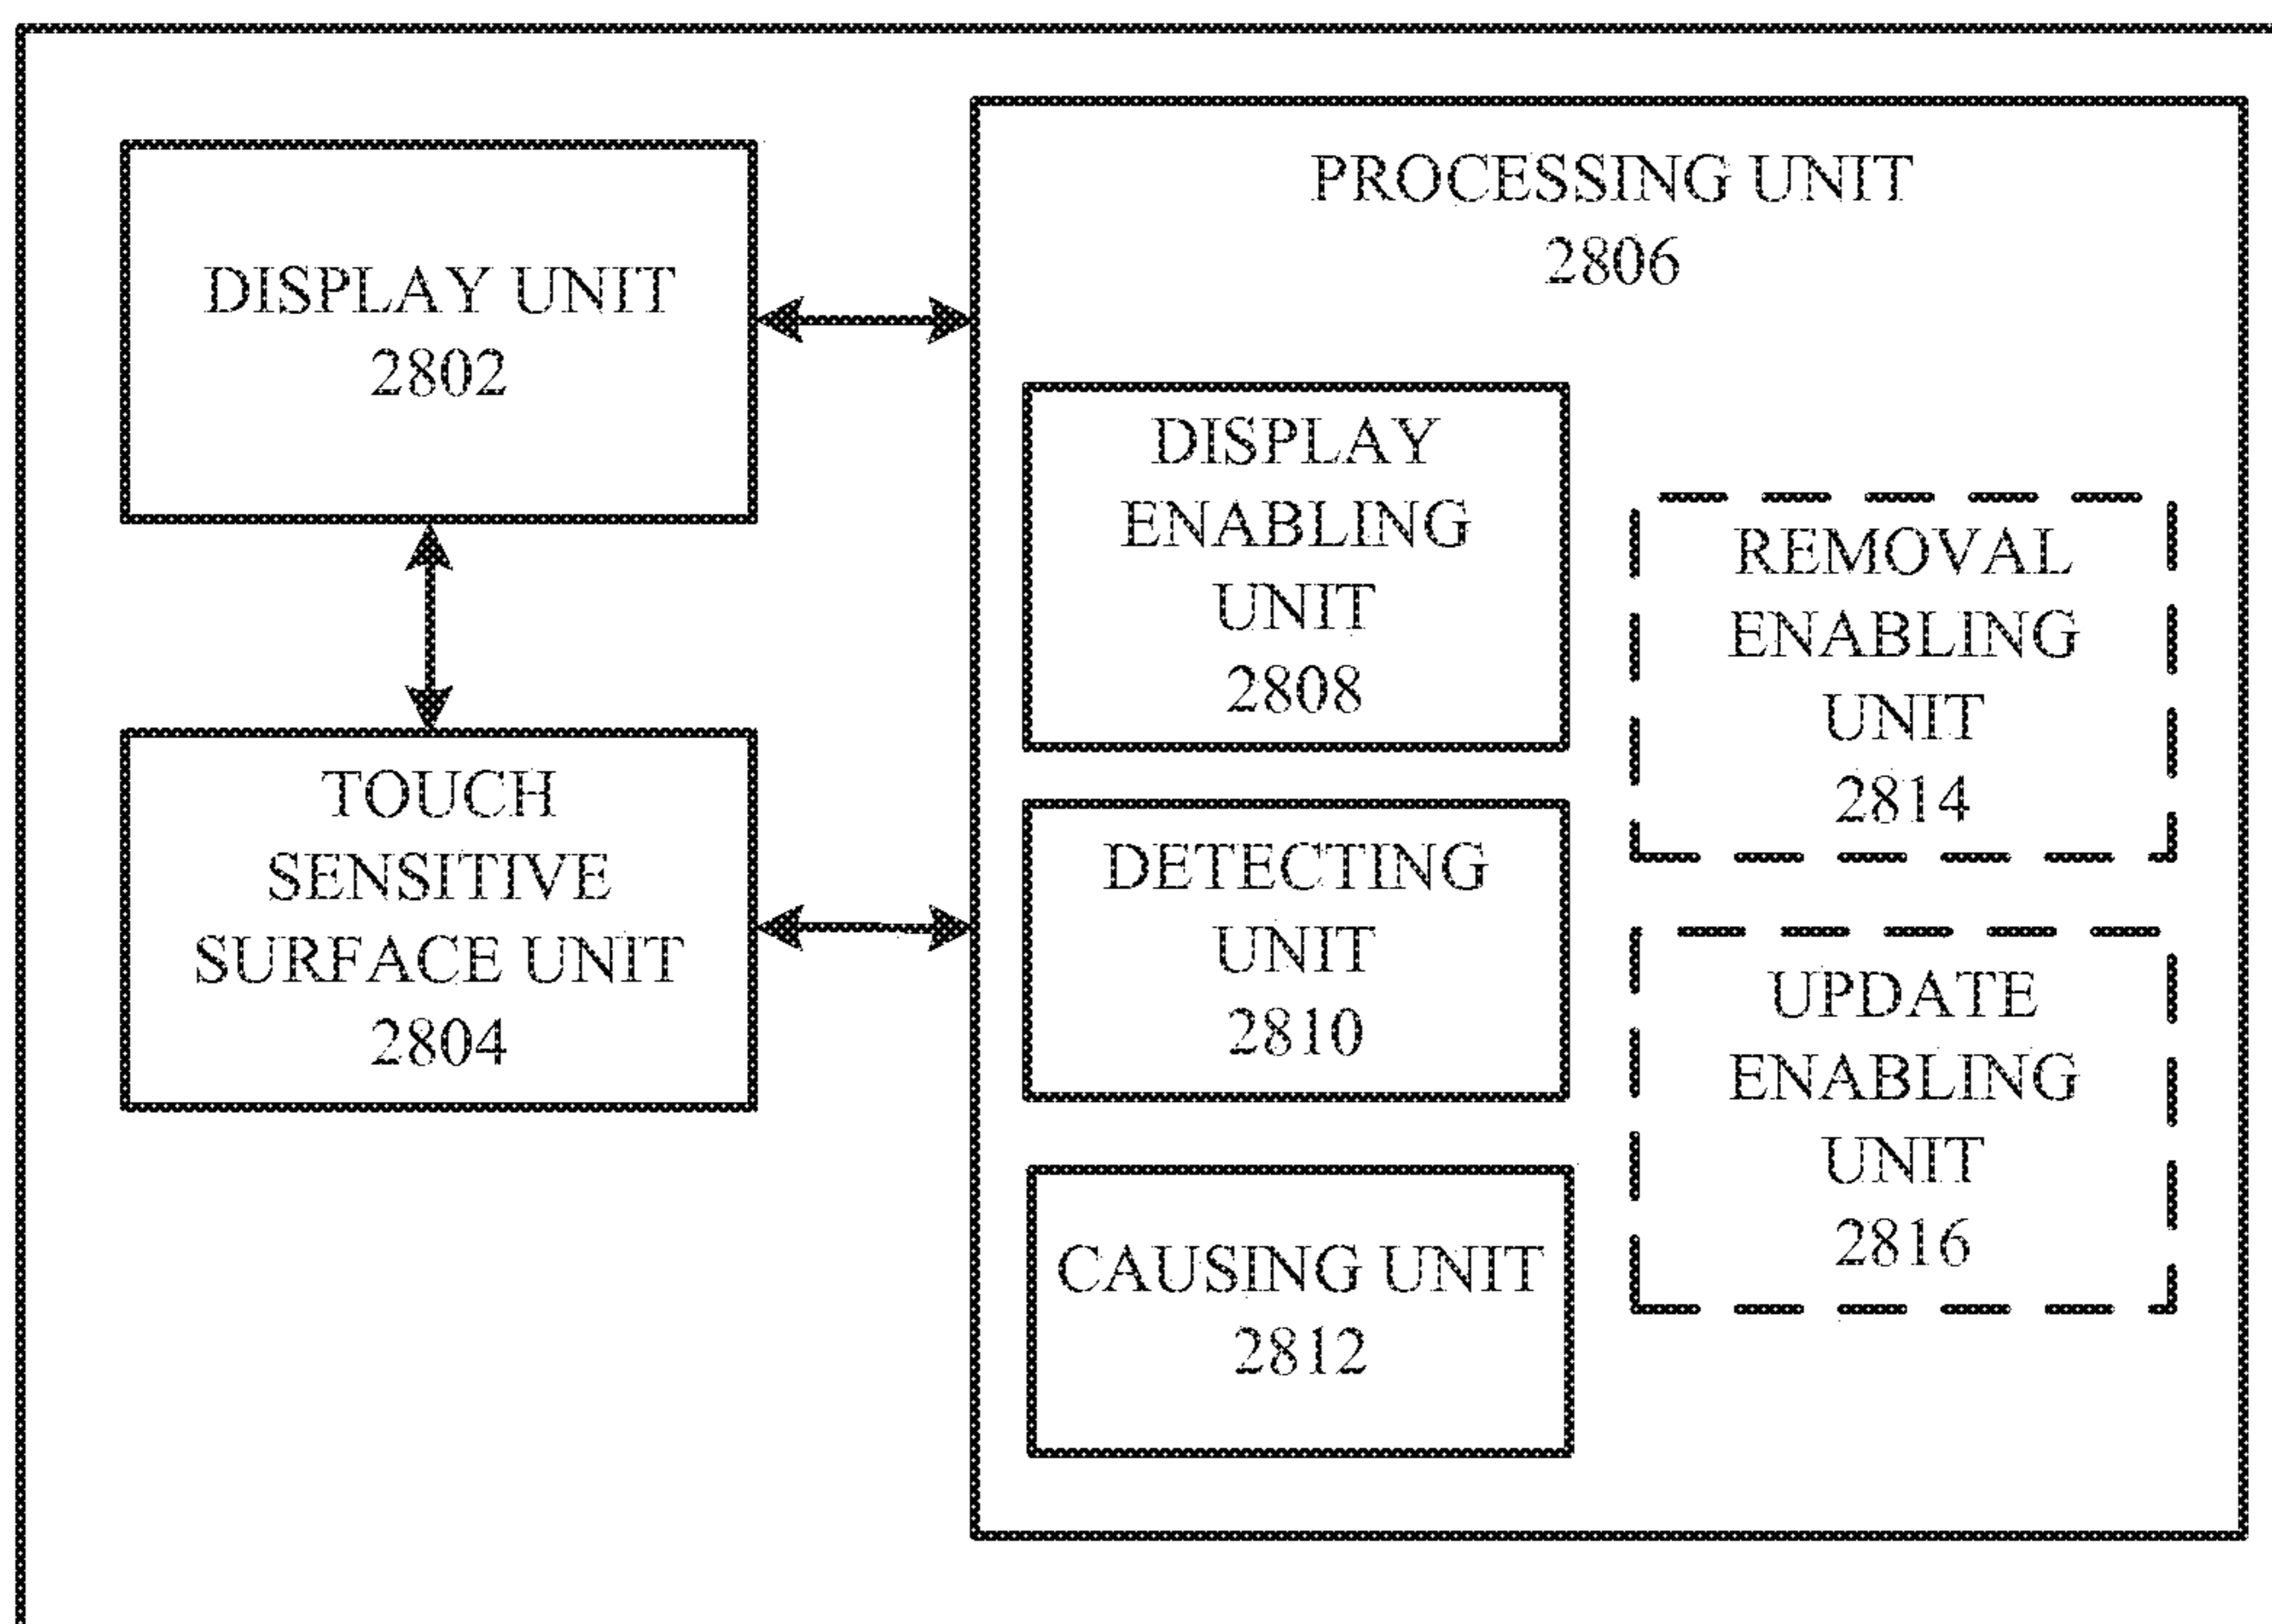 DISPLAY UNIT
2802
TOUCH
SENSITIVE
SURFACE UNIT
2804
PROCESSING UNIT
2806
DISPLAY
ENABLING
UNIT
2808
DETECTING
UNIT
2810
CAUSING UNIT
2812
REMOVAL
ENABLING
UNIT
2814
UPDATE
ENABLING
UNIT
2816